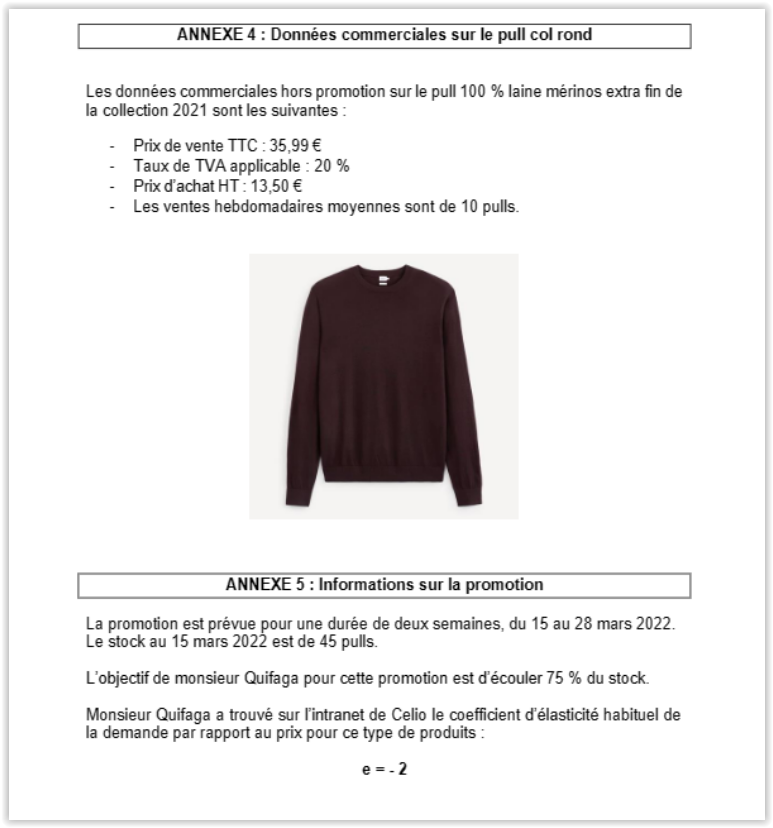 ANNEXE 4 : Données commerciales sur le pull col rond
Les données commerciales hors promotion sur le pull 100 % laine mérinos extra fin de
la collection 2021 sont les suivantes :
- Prix de vente TTC : 35,99 €
- Taux de TVA applicable : 20 %
- Prix d'achat HT : 13,50 €
- Les ventes hebdomadaires moyennes sont de 10 pulls.
ANNEXE 5 : Informations sur la promotion
La promotion est prévue pour une durée de deux semaines, du 15 au 28 mars 2022.
Le stock au 15 mars 2022 est de 45 pulls.
L'objectif de monsieur Quifaga pour cette promotion est d'écouler 75 % du stock.
Monsieur Quifaga a trouvé sur l'intranet de Celio le coefficient d'élasticité habituel de
la demande par rapport au prix pour ce type de produits :
e = - 2